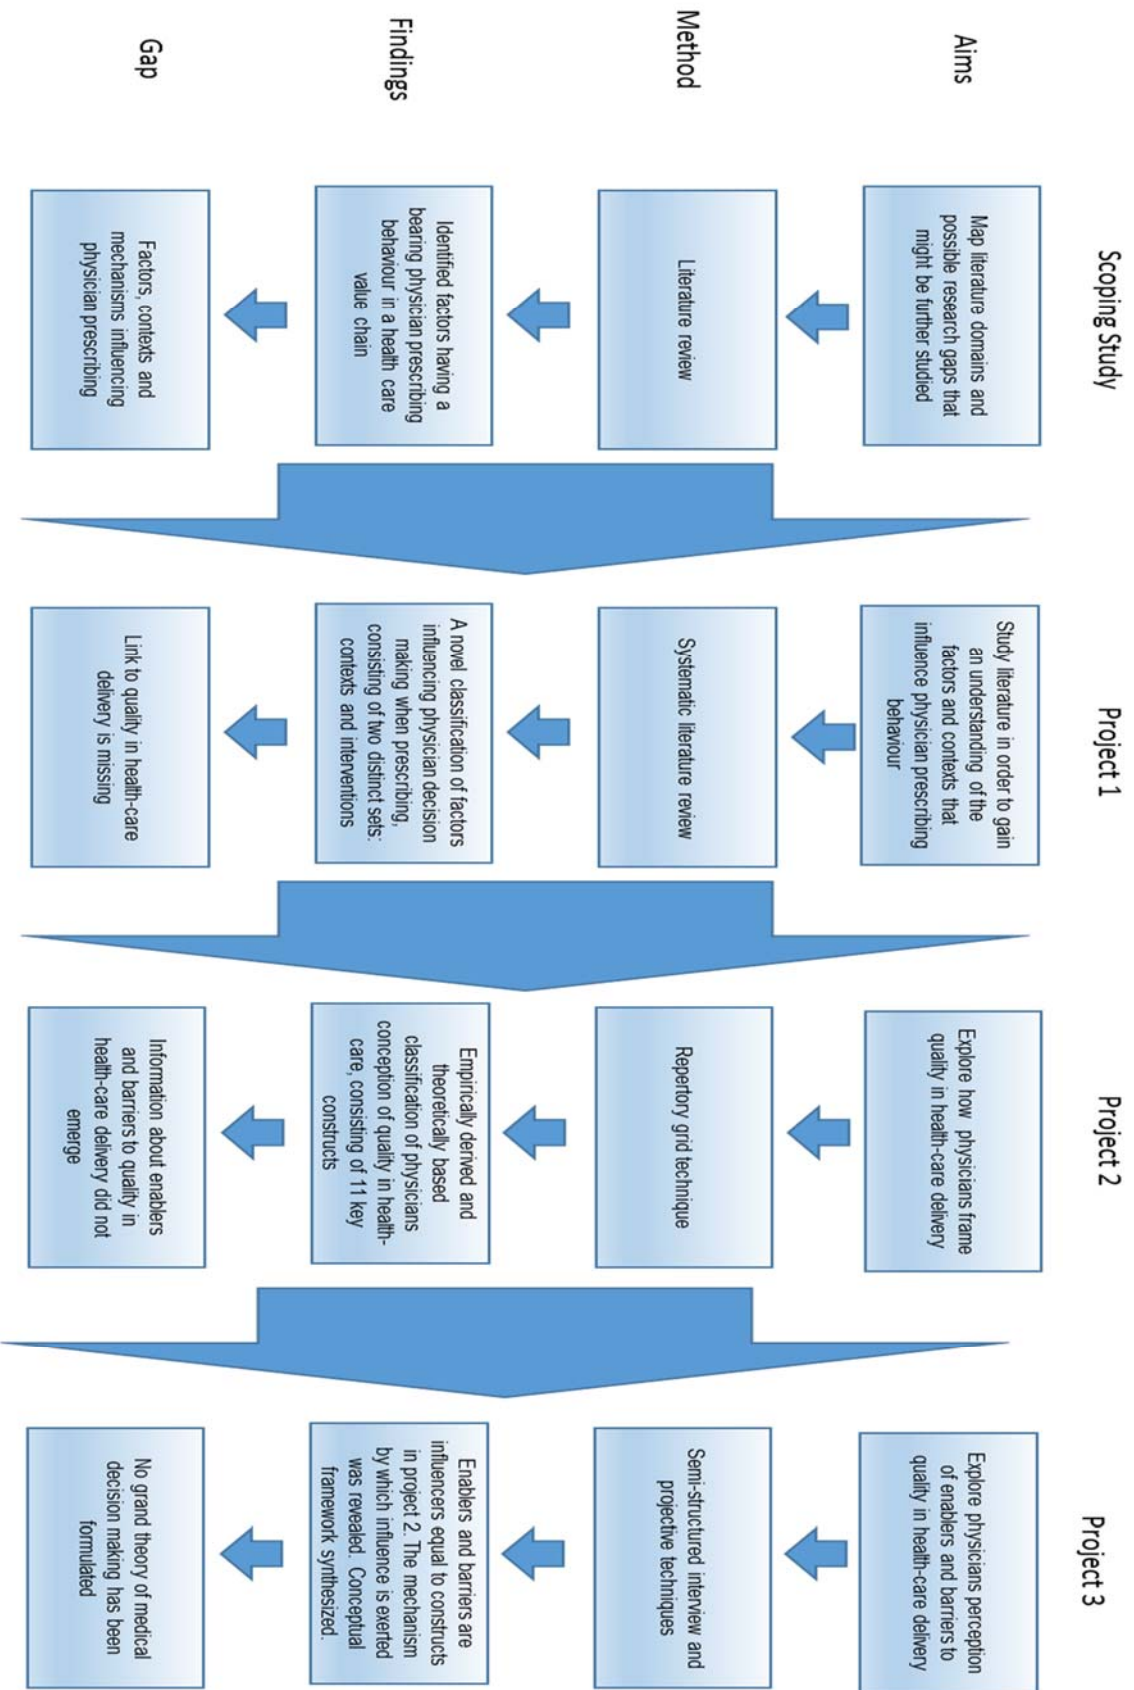 Scoping Study
Project 1
Project 2
Project 3
Aims
Map literature domains and
possible research gaps that
might be further studied
Study literature in order to gain
an understanding of the
factors and contexts that
influence physician prescribing
behaviour
Explore how physicians frame
quality in health-care delivery
Explore physicians perception
of enablers and barriers to
quality in health-care delivery
Method
Literature review
Systematic literature review
Repertory grid technique
Semi-structured interview and
projective techniques
Findings
Identified factors having a
bearing physician prescribing
behaviour in a health care
value chain
A novel classification of factors
influencing physician decision
making when prescribing,
consisting of two distinct sets:
contexts and interventions
Empirically derived and
theoretically based
classification of physicians
conception of quality in health-
care, consisting of 11 key
constructs
Enablers and barriers are
influencers equal to constructs
in project 2. The mechanism
by which influence is exerted
was revealed. Conceptual
framework synthesized.
Gap
Factors, contexts and
mechanisms influencing
physician prescribing
Link to quality in health-care
delivery is missing
Information about enablers
and barriers to quality in
health-care delivery did not
emerge
No grand theory of medical
decision making has been
formulated